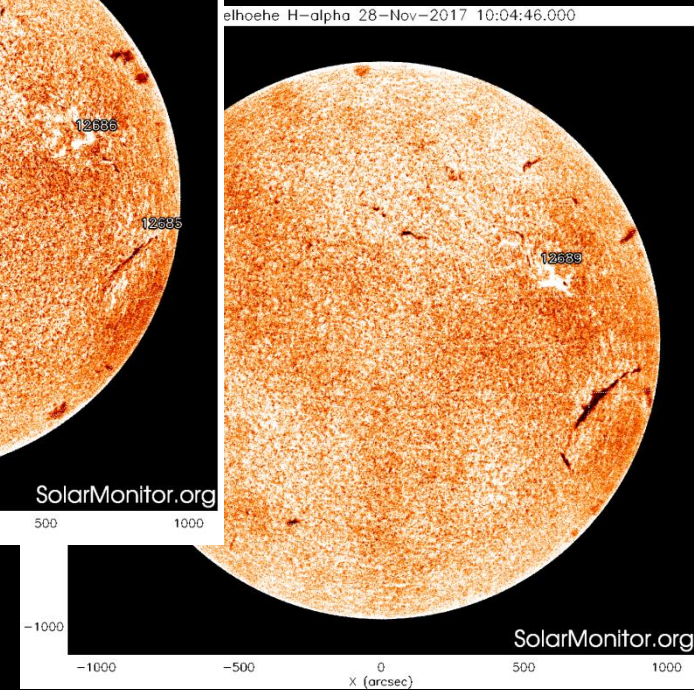 elhoehe H-alpha 28-Nov-2017 10:04:46.000
12686
12685
12689
SolarMonitor.org
500 1000
-1000
SolarMonitor.org
-1000 -500 0 500 1000
X (arcsec)